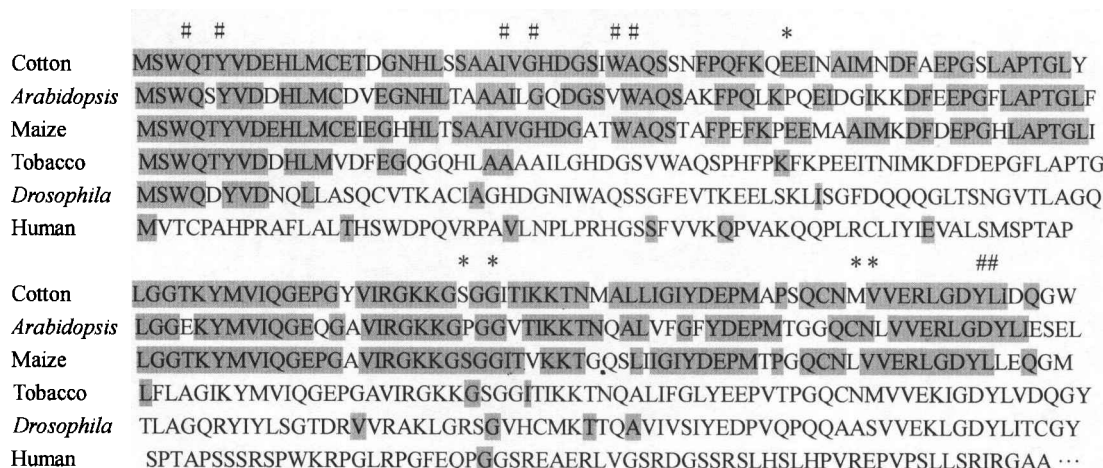 # # # # # # *
Cotton MSWQTYVDEHLMCETDGNHLSSAAIVGHDGSIWAQSSNFPQFKQEEINAIMNDFAEPGSLAPTGLY
Arabidopsis MSWQSYVDDHLMCDVEGNHLTAAAILGQDGSVWAQSAKFPQLKPQEIDGIKKDFEEPGFLAPTGLF
Maize MSWQTYVDEHLMCEIEGHHLTSAAIVGHDGATWAQSTAFPEFKPEEMAAIMKDFDEPGHLAPTGLI
Tobacco MSWQTYVDDHLMVDFEGQGQHLAAAAILGHDGSVWAQSPHFPKFKPEEITNIMKDFDEPGFLAPTG
Drosophila MSWQDYVDNQLLASQCVTKACIAGHDGNIWAQSSGFEVTKEELSKLISGFDQQQGLTSNGVTLAGQ
Human MVTCPAHPRAFLALTHSWDPQVRPAVLNPLPRHGSSFVVKQPVAKQQPLRCLIYIEVALSMSPTAP
* * * * ##
Cotton LGGTKYMVIQGEPGYVIRGKKGSGGITIKKTNMALLIGIYDEPMAPSQCNMVVERLGDYLIDQGW
Arabidopsis LGGEKYMVIQGEQGAVIRGKKGPGGVTIKKTNQALVFGFYDEPMTGGQCNLVVERLGDYLIESEL
Maize LGGTKYMVIQGEPGAVIRGKKGSGGITVKKTGQSLIIGIYDEPMTPGQCNLVVERLGDYLLEQGM
Tobacco LFLAGIKYMVIQGEPGAVIRGKKGSGGITIKKTNQALIFGLYEEPVTPGQCNMVVEKIGDYLVDQGY
Drosophila TLAGQRYIYLSGTDRVVRAKLGRSGVHCMKTTQAVIVSIYEDPVQPQQAASVVEKLGDYLITCGY
Human SPTAPSSSRSPWKRPGLRPGFEQPGGSREAERLVGSRDGSSRSLHSLHPVREPVPSLLSRIRGAA ···